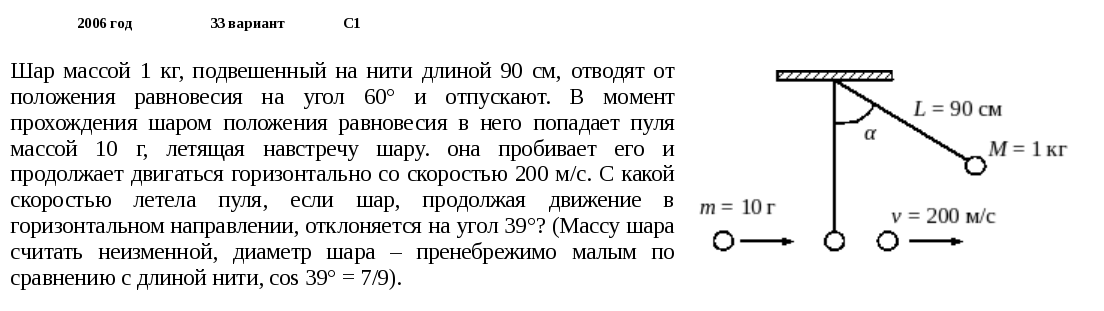 2006 год 33 вариант С1
Шар массой 1 кг, подвешенный на нити длиной 90 см, отводят от
положения равновесия на угол 60° и отпускают. В момент
прохождения шаром положения равновесия в него попадает пуля
массой 10 г, летящая навстречу шару. она пробивает его и
продолжает двигаться горизонтально со скоростью 200 м/с. С какой
скоростью летела пуля, если шар, продолжая движение в
горизонтальном направлении, отклоняется на угол 39°? (Массу шара
считать неизменной, диаметр шара – пренебрежимо малым по
сравнению с длиной нити, cos 39° = 7/9).
L = 90 см
α
M = 1 кг
m = 10 г
v = 200 м/с